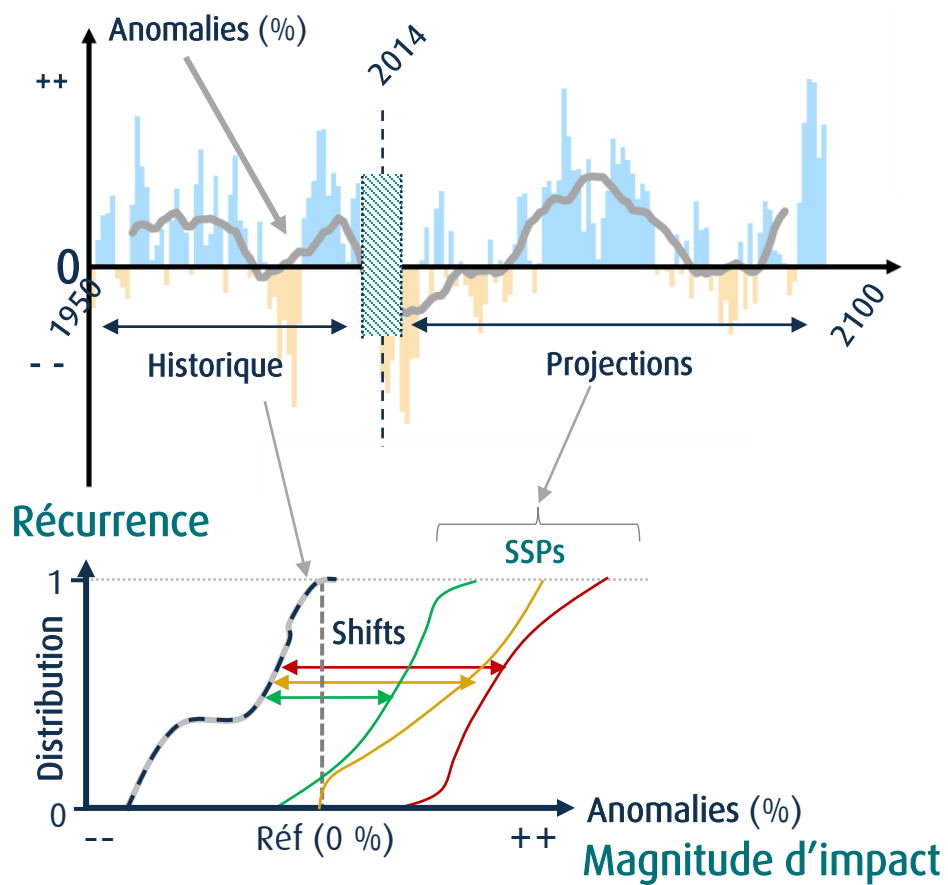 Anomalies (%)
2014
++
0
1950
2100
- -
Historique
Projections
Récurrence
SSPs
1
Shifts
Distribution
0
--
Réf (0 %)
++
Anomalies (%)
Magnitude d'impact